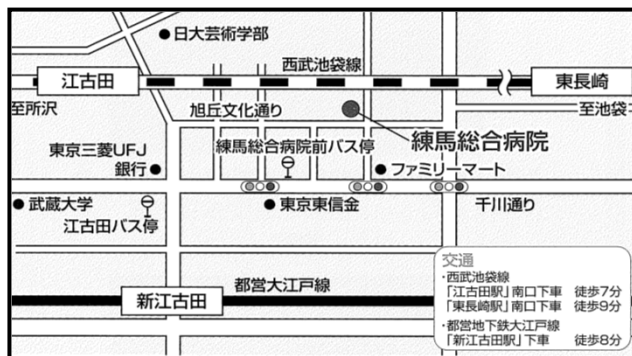 日大芸術学部
西武池袋線
江古田
東長崎
至所沢
旭丘文化通り
至池袋
練馬総合病院
東京三菱UFJ
銀行
練馬総合病院前バス停
ファミリーマート
武蔵大学
江古田バス停
東京東信金
千川通り
都営大江戸線
新江古田
交通
・西武池袋線
「江古田駅」南口下車 徒歩7分
「東長崎駅」南口下車 徒歩9分
・都営地下鉄大江戸線
「新江古田駅」下車 徒歩8分